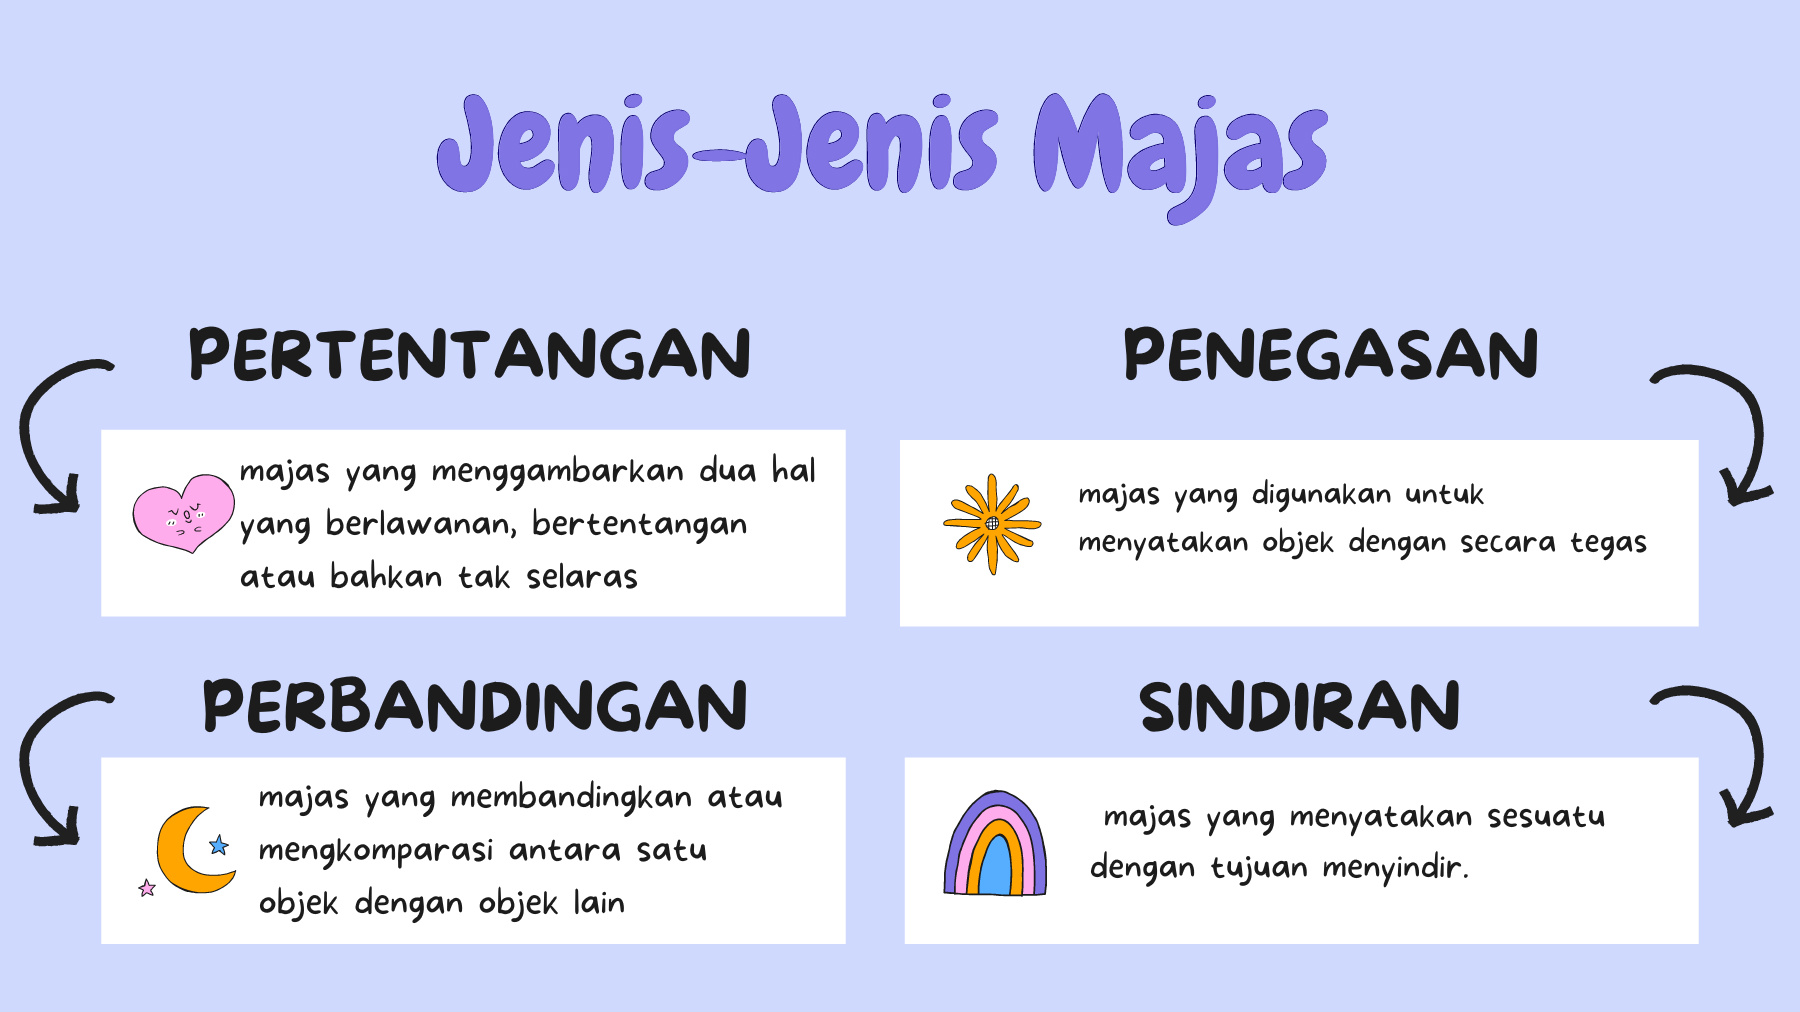 Jenis-Jenis Majas
PERTENTANGAN
majas yang menggambarkan dua hal
yang berlawanan, bertentangan
atau bahkan tak selaras
PENEGASAN
majas yang digunakan untuk
menyatakan objek dengan secara tegas
PERBANDINGAN
majas yang membandingkan atau
mengkomparasi antara satu
objek dengan objek lain
SINDIRAN
majas yang menyatakan sesuatu
dengan tujuan menyindir.